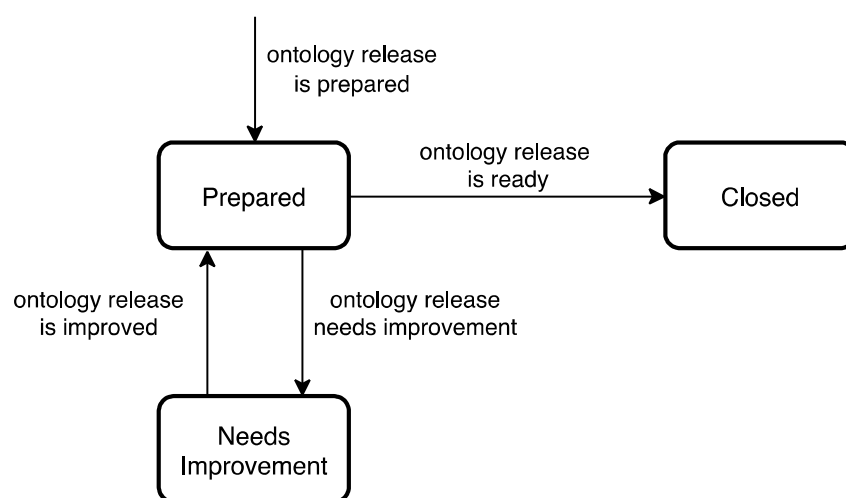 ontology release
is prepared
ontology release
is ready
Prepared
Closed
ontology release
is improved
ontology release
needs improvement
Needs
Improvement